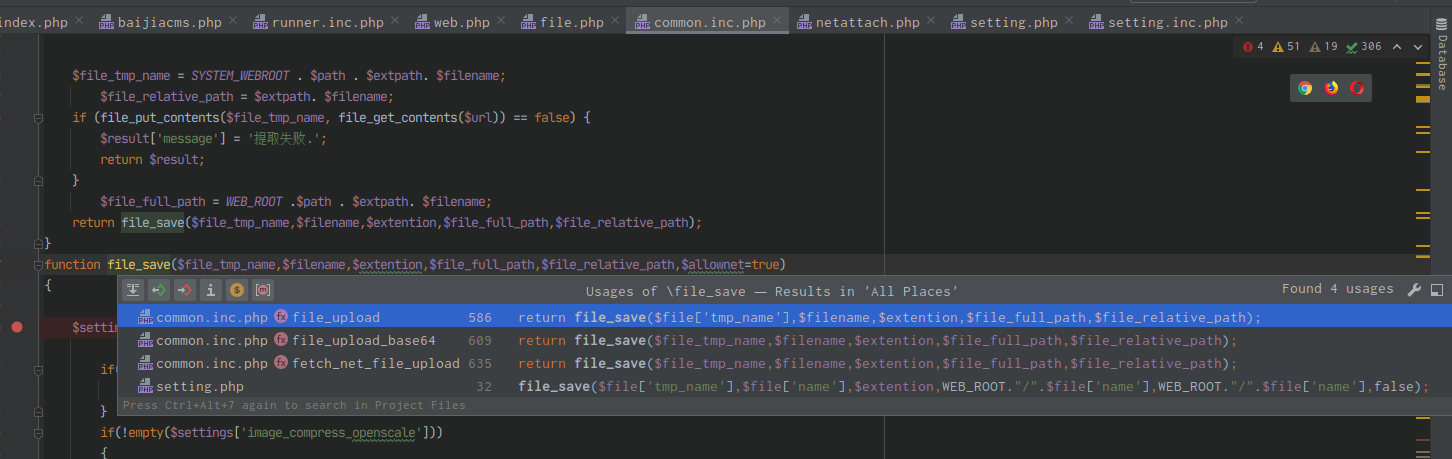 index.php baijiacms.php runner.inc.php web.php file.php common.inc.php netattach.php setting.php setting.inc.php
4 51 19 306
Database
$file_tmp_name = SYSTEM_WEBROOT . $path . $extpath. $filename;
$file_relative_path = $extpath. $filename;
if (file_put_contents($file_tmp_name, file_get_contents($url)) == false) {
$result['message'] = '提取失败.';
return $result;
}
$file_full_path = WEB_ROOT .$path . $extpath. $filename;
return file_save($file_tmp_name,$filename,$extention,$file_full_path,$file_relative_path);
}
function file_save($file_tmp_name,$filename,$extention,$file_full_path,$file_relative_path,$allownet=true)
{
Usages of \file_save — Results in 'All Places' Found 4 usages
$settin
common.inc.php file_upload 586 return file_save($file['tmp_name'],$filename,$extention,$file_full_path,$file_relative_path);
common.inc.php file_upload_base64 609 return file_save($file_tmp_name,$filename,$extention,$file_full_path,$file_relative_path);
common.inc.php fetch_net_file_upload 635 return file_save($file_tmp_name,$filename,$extention,$file_full_path,$file_relative_path);
if(
setting.php 32 file_save($file['tmp_name'],$file['name'],$extention,WEB_ROOT."/".$file['name'],WEB_ROOT."/".$file['name'],false);
Press Ctrl+Alt+7 again to search in Project Files
}
if(!empty($settings['image_compress_openscale']))
{